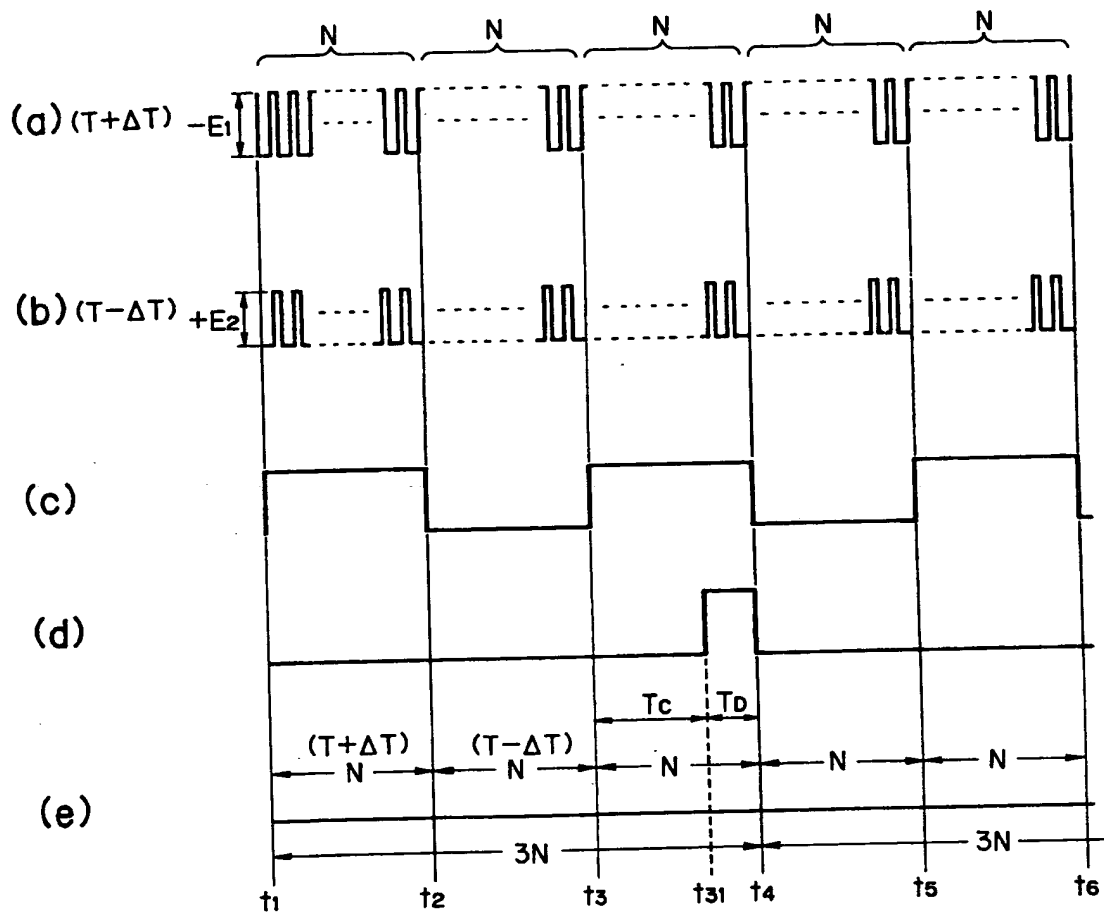 N N N N N
(a) (T+ΔT) -E1
(b) (T-ΔT) +E2
(c)
(d)
TC TD
(T+ΔT) (T-ΔT)
N N N N N
(e)
3N 3N
t1 t2 t3 t31 t4 t5 t6